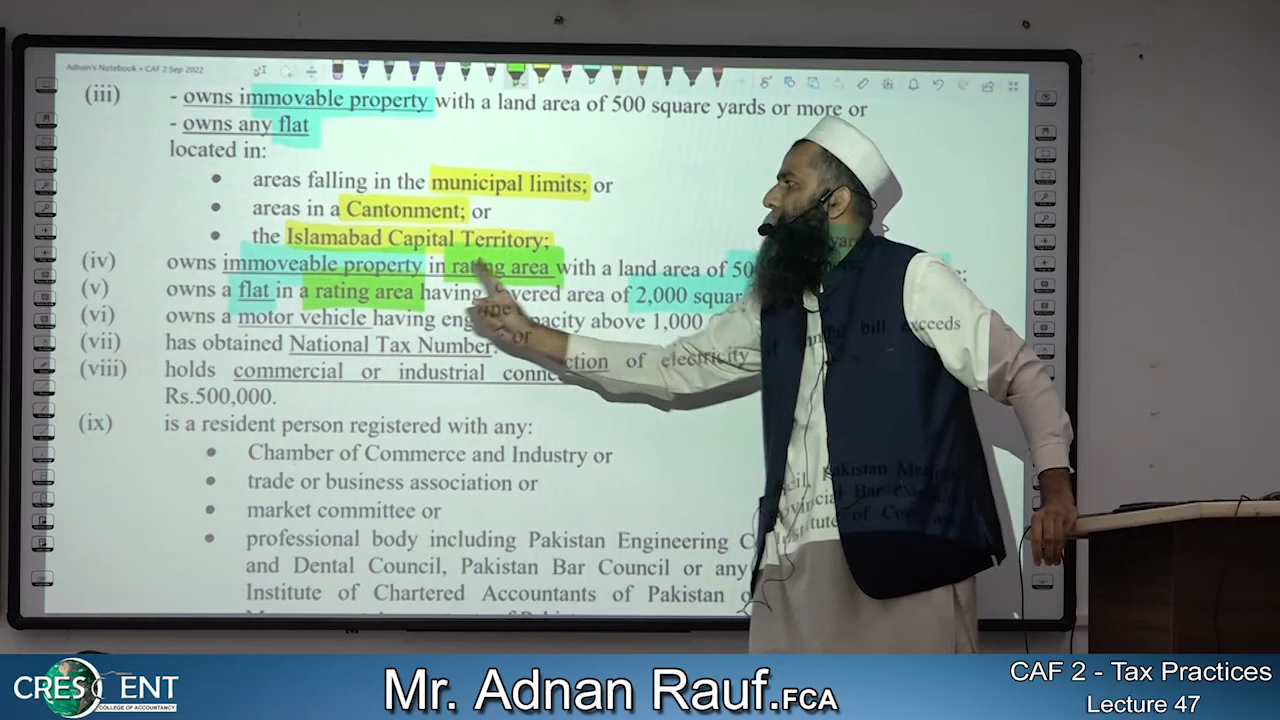 Adnan's Notebook » CAF 2 Sep 2022
(iii) - owns immovable property with a land area of 500 square yards or more or
- owns any flat
located in:
• areas falling in the municipal limits; or
• areas in a Cantonment; or
• the Islamabad Capital Territory;
(iv) owns immoveable property in rating area with a land area of
(v) owns a flat in a rating area having covered area of 2,000
(vi) owns a motor vehicle having capacity above 1,000
(vii) has obtained National Tax Number; or
(viii) holds commercial or industrial of electricity bill exceeds
Rs.500,000.
(ix) is a resident person registered with any:
• Chamber of Commerce and Industry or
• trade or business association or
• market committee or
• professional body including Pakistan Engineering Pakistan
and Dental Council, Pakistan Bar Council or any Bar
Institute of Chartered Accountants of Pakistan of
CRESCENT
COLLEGE OF ACCOUNTANCY
Mr. Adnan Rauf.FCA
CAF 2 - Tax Practices
Lecture 47